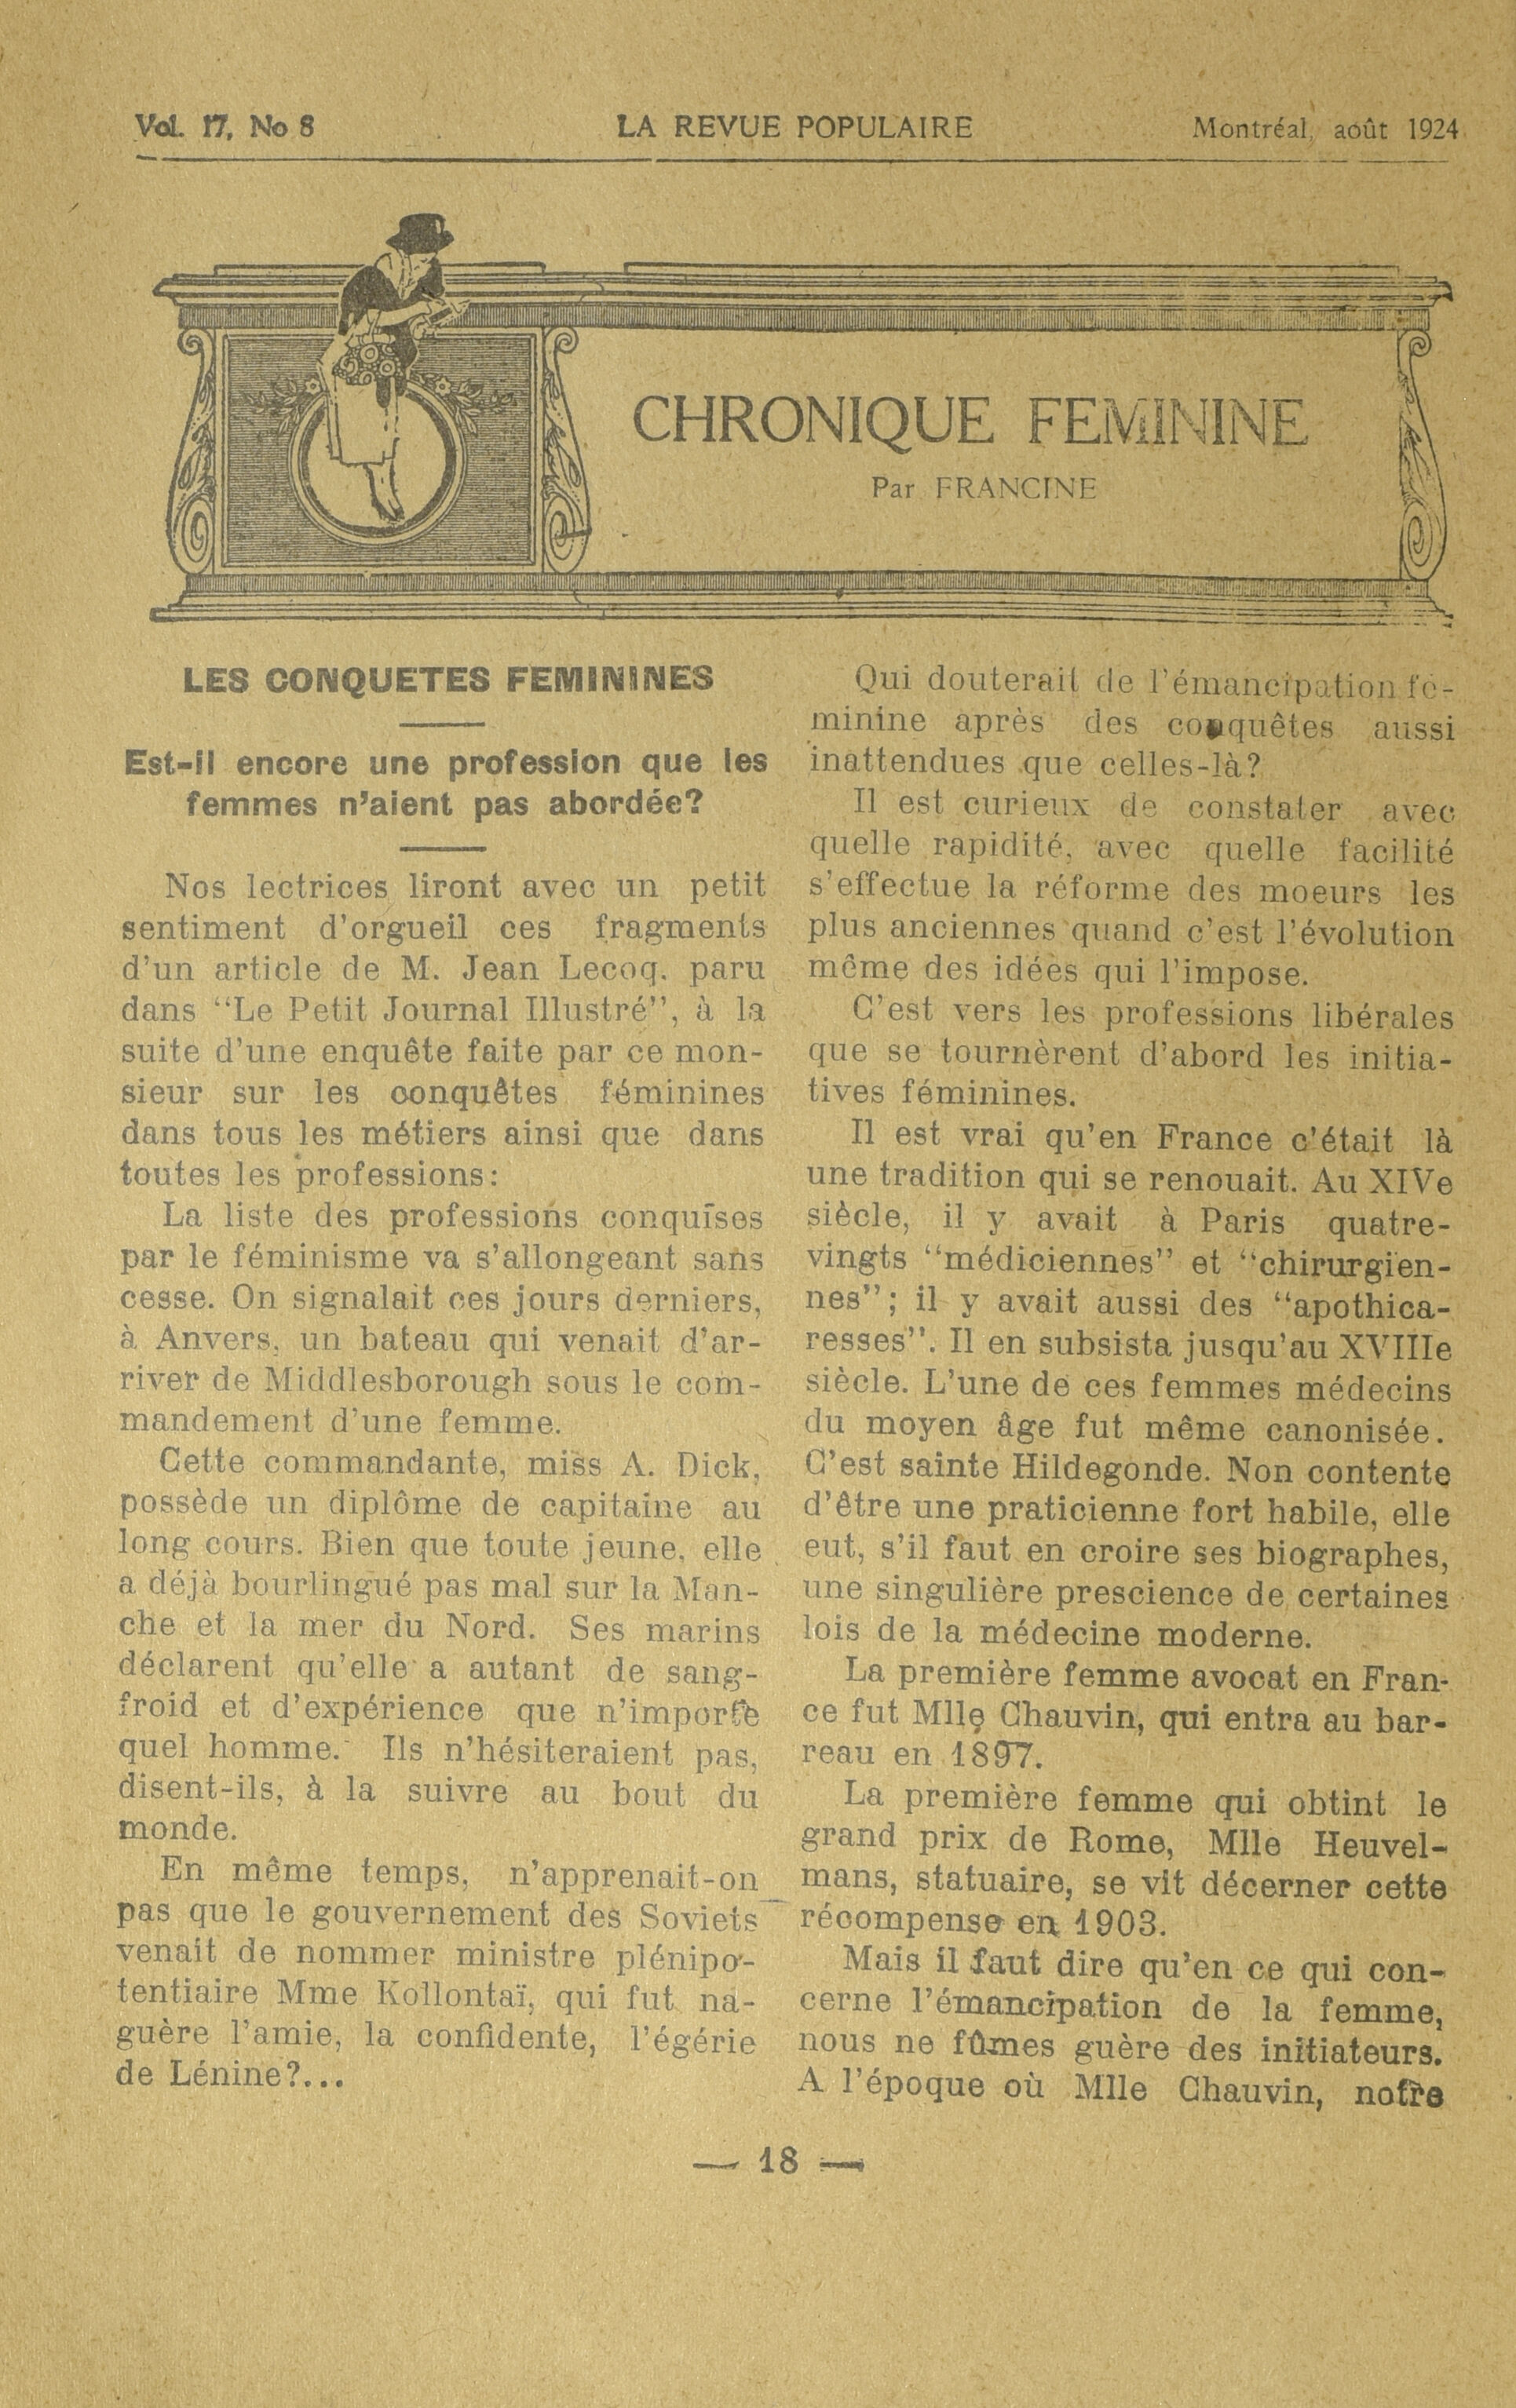 Vol. 17, No 8 LA REVUE POPULAIRE Montréal, août 1924
CHRONIQUE FEMININE
Par FRANCINE
LES CONQUETES FEMININES
Est-il encore une profession que les
femmes n'aient pas abordée?
Nos lectrices liront avec un petit
sentiment d'orgueil ces fragments
d'un article de M. Jean Lecoq, paru
dans "Le Petit Journal Illustré", à la
suite d'une enquête faite par ce mon-
sieur sur les conquêtes féminines
dans tous les métiers ainsi que dans
toutes les professions:
La liste des professions conquises
par le féminisme va s'allongeant sans
cesse. On signalait ces jours derniers,
à Anvers, un bateau qui venait d'ar-
river de Middlesborough sous le com-
mandement d'une femme.
Cette commandante, miss A. Dick,
possède un diplôme de capitaine au
long cours. Bien que toute jeune, elle
a déjà bourlingué pas mal sur la Man-
che et la mer du Nord. Ses marins
déclarent qu'elle a autant de sang-
froid et d'expérience que n'importe
quel homme. Ils n'hésiteraient pas,
disent-ils, à la suivre au bout du
monde.
En même temps, n'apprenait-on
pas que le gouvernement des Soviets
venait de nommer ministre plénipo-
tentiaire Mme Kollontaï, qui fut na-
guère l'amie, la confidente, l'égérie
de Lénine?...
Qui douterait de l'émancipation fé-
minine après des conquêtes aussi
inattendues que celles-là?
Il est curieux de constater avec
quelle rapidité, avec quelle facilité
s'effectue la réforme des moeurs les
plus anciennes quand c'est l'évolution
même des idées qui l'impose.
C'est vers les professions libérales
que se tournèrent d'abord les initia-
tives féminines.
Il est vrai qu'en France c'était là
une tradition qui se renouait. Au XIVe
siècle, il y avait à Paris quatre-
vingts "médiciennes" et "chirurgien-
nes"; il y avait aussi des "apothica-
resses". Il en subsista jusqu'au XVIIIe
siècle. L'une de ces femmes médecins
du moyen âge fut même canonisée.
C'est sainte Hildegonde. Non contente
d'être une praticienne fort habile, elle
eut, s'il faut en croire ses biographes,
une singulière prescience de certaines
lois de la médecine moderne.
La première femme avocat en Fran-
ce fut Mlle Chauvin, qui entra au bar-
reau en 1897.
La première femme qui obtint le
grand prix de Rome, Mlle Heuvel-
mans, statuaire, se vit décerner cette
récompense en 1903.
Mais il faut dire qu'en ce qui con-
cerne l'émancipation de la femme,
nous ne fûmes guère des initiateurs.
A l'époque où Mlle Chauvin, notre
— 18 —